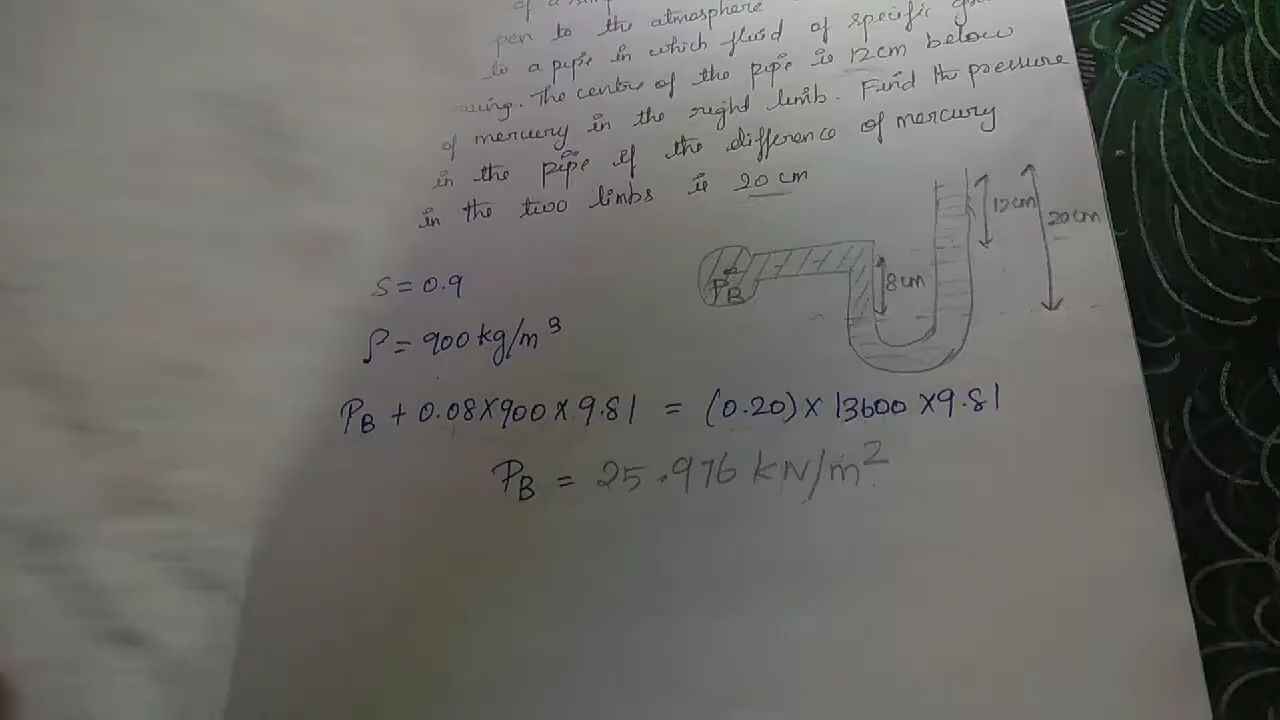 of a
pen to the atmosphere
to a pipe in which fluid of specific
The centre of the pipe is 12cm below
of mercury in the right limb. Find the pressure
in the pipe if the difference of mercury
in the two limbs is 20 cm
12cm
20cm
8cm
PB
S = 0.9
ρ = 900 kg/m³
PB + 0.08×900×9.81 = (0.20)× 13600 ×9.81
PB = 25.976 kN/m²